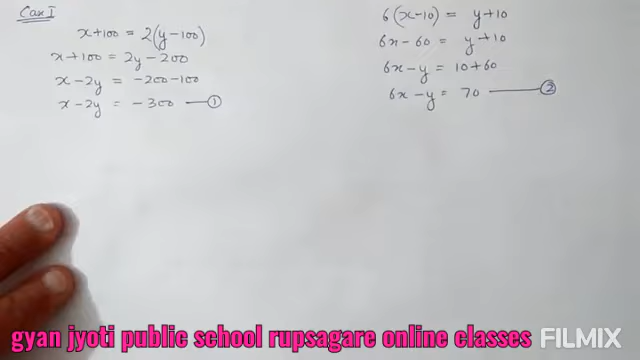 Case I
x+100 = 2(y-100)
x+100 = 2y-200
x-2y = -200-100
x-2y = -300 —①
6(x-10) = y+10
6x-60 = y+10
6x-y = 10+60
6x-y = 70 —②
gyan jyoti public school rupsagare online classes
FILMIX